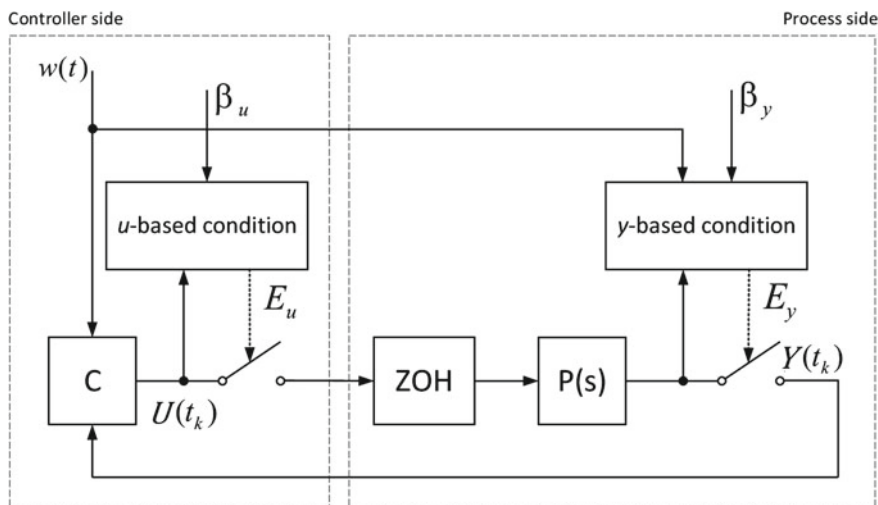 Controller side
Process side
w(t)
β_u
β_y
u-based condition
y-based condition
E_u
E_y
C
U(t_k)
ZOH
P(s)
Y(t_k)